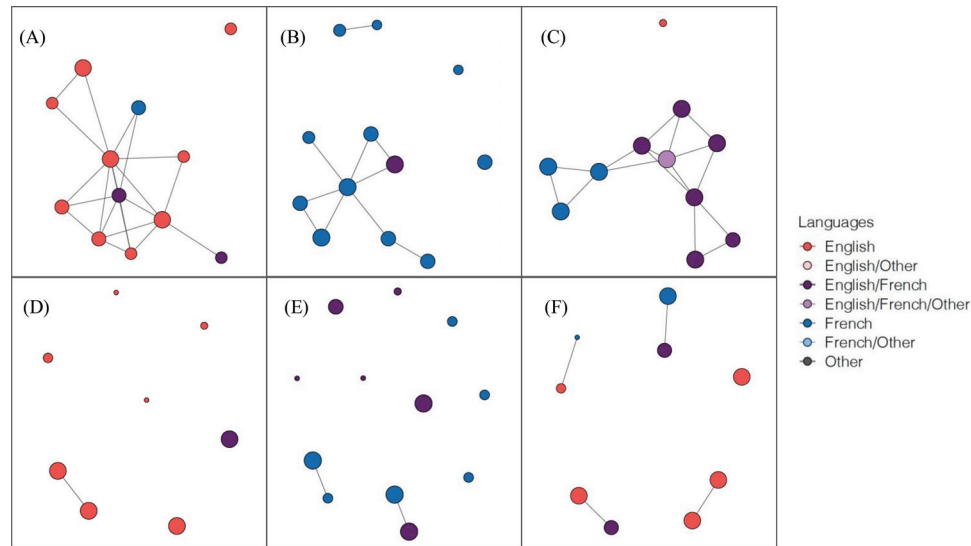 (A)
(B)
(C)
(D)
(E)
(F)
Languages
English
English/Other
English/French
English/French/Other
French
French/Other
Other